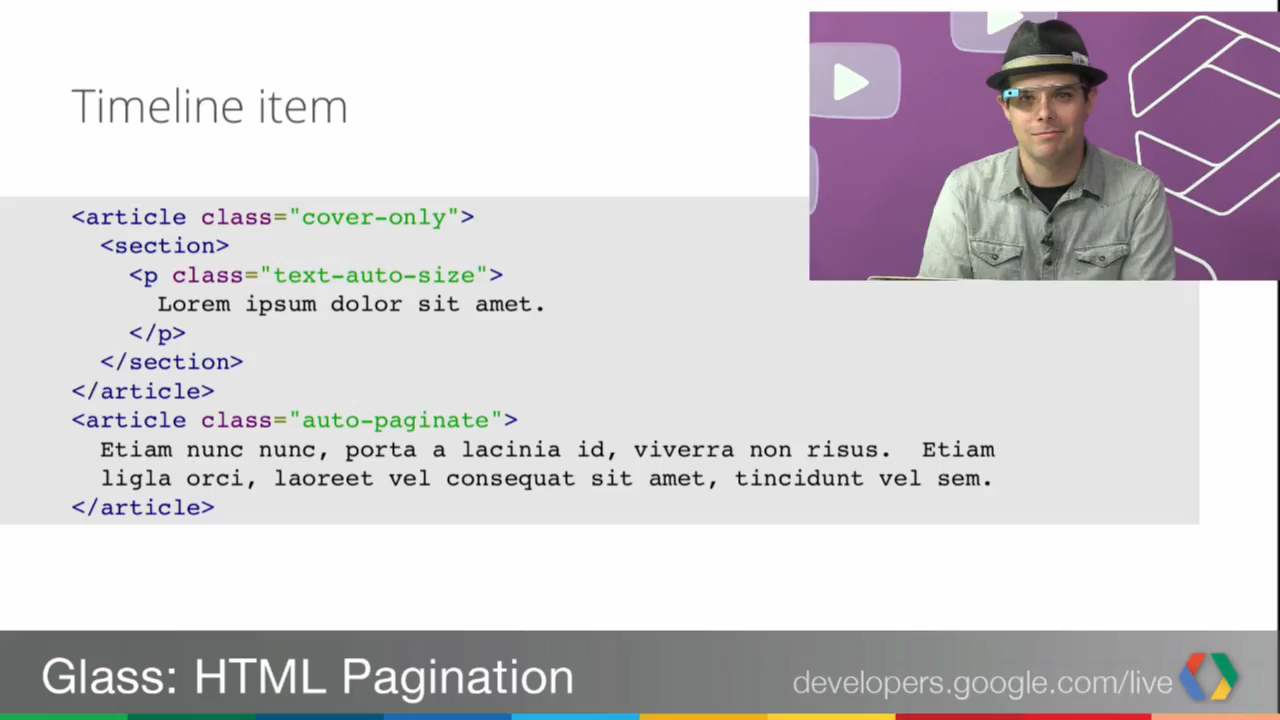 Timeline item
<article class="cover-only">
<section>
<p class="text-auto-size">
Lorem ipsum dolor sit amet.
</p>
</section>
</article>
<article class="auto-paginate">
Etiam nunc nunc, porta a lacinia id, viverra non risus.  Etiam
ligla orci, laoreet vel consequat sit amet, tincidunt vel sem.
</article>
Glass: HTML Pagination
developers.google.com/live